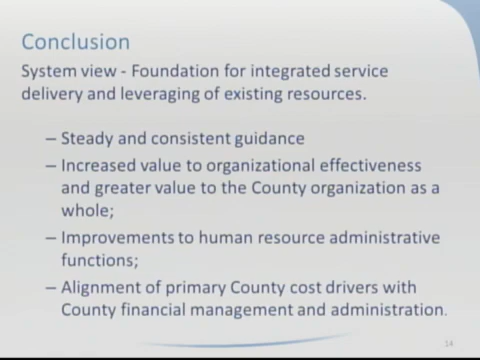 Conclusion
System view - Foundation for integrated service
delivery and leveraging of existing resources.
– Steady and consistent guidance
– Increased value to organizational effectiveness
and greater value to the County organization as a
whole;
– Improvements to human resource administrative
functions;
– Alignment of primary County cost drivers with
County financial management and administration.
14